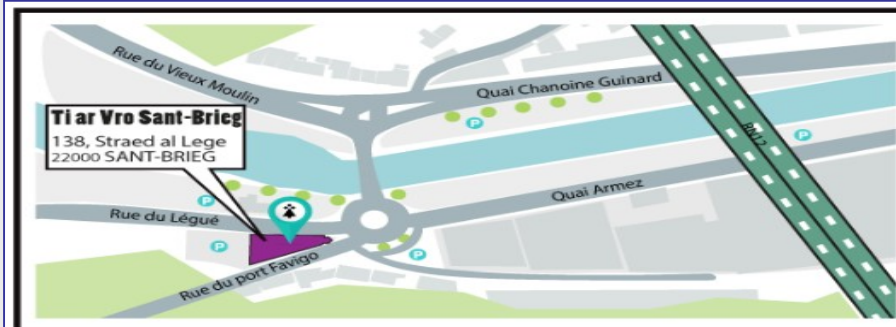 Rue du Vieux Moulin
Quai Chanoine Guinard
Ti ar Vro Sant-Brieg
138, Straed al Lege
22000 SANT-BRIEG
P
RN12
P
Quai Armez
P
Rue du Légué
P
P
Rue du port Favigo